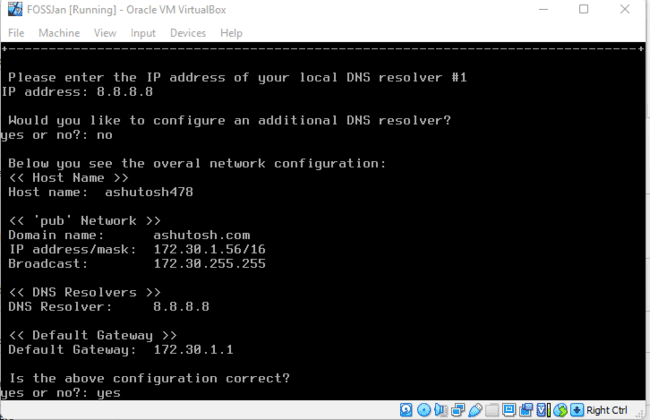 FOSSJan [Running] - Oracle VM VirtualBox
File Machine View Input Devices Help
+------------------------------------------------------------------------------+
Please enter the IP address of your local DNS resolver #1
IP address: 8.8.8.8
Would you like to configure an additional DNS resolver?
yes or no?: no
Below you see the overal network configuration:
<< Host Name >>
Host name: ashutosh478
<< 'pub' Network >>
Domain name: ashutosh.com
IP address/mask: 172.30.1.56/16
Broadcast: 172.30.255.255
<< DNS Resolvers >>
DNS Resolver: 8.8.8.8
<< Default Gateway >>
Default Gateway: 172.30.1.1
Is the above configuration correct?
yes or no?: yes
Right Ctrl